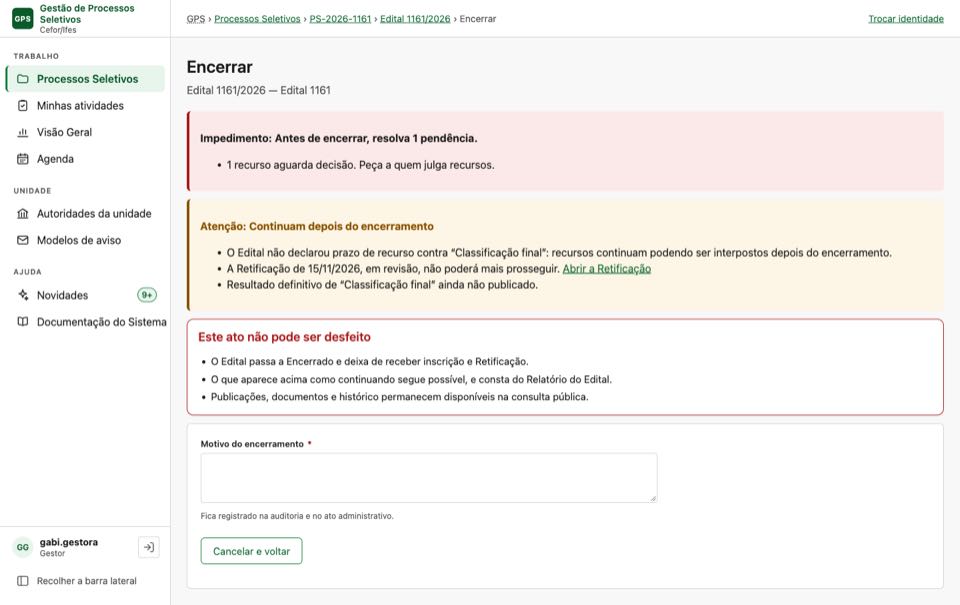 GPS
Gestão de Processos
Seletivos
Cefor/Ifes
GPS › Processos Seletivos › PS-2026-1161 › Edital 1161/2026 › Encerrar
Trocar identidade
TRABALHO
Processos Seletivos
Minhas atividades
Visão Geral
Agenda
UNIDADE
Autoridades da unidade
Modelos de aviso
AJUDA
Novidades
9+
Documentação do Sistema
GG
gabi.gestora
Gestor
Recolher a barra lateral
Encerrar
Edital 1161/2026 — Edital 1161
Impedimento: Antes de encerrar, resolva 1 pendência.
• 1 recurso aguarda decisão. Peça a quem julga recursos.
Atenção: Continuam depois do encerramento
• O Edital não declarou prazo de recurso contra “Classificação final”: recursos continuam podendo ser interpostos depois do encerramento.
• A Retificação de 15/11/2026, em revisão, não poderá mais prosseguir. Abrir a Retificação
• Resultado definitivo de “Classificação final” ainda não publicado.
Este ato não pode ser desfeito
• O Edital passa a Encerrado e deixa de receber inscrição e Retificação.
• O que aparece acima como continuando segue possível, e consta do Relatório do Edital.
• Publicações, documentos e histórico permanecem disponíveis na consulta pública.
Motivo do encerramento *
Fica registrado na auditoria e no ato administrativo.
Cancelar e voltar